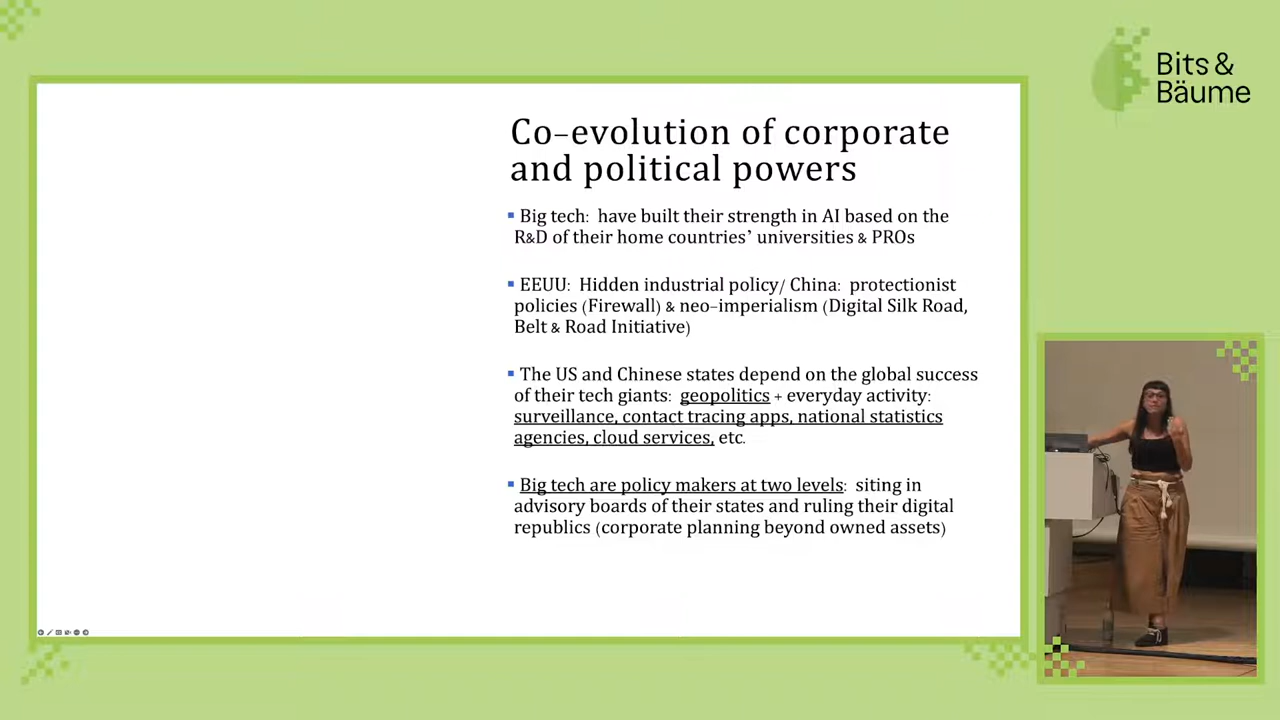 Bits &
Bäume
Co-evolution of corporate
and political powers
▪ Big tech: have built their strength in AI based on the
R&D of their home countries' universities & PROs
▪ EEUU: Hidden industrial policy/ China: protectionist
policies (Firewall) & neo-imperialism (Digital Silk Road,
Belt & Road Initiative)
▪ The US and Chinese states depend on the global success
of their tech giants: geopolitics + everyday activity:
surveillance, contact tracing apps, national statistics
agencies, cloud services, etc.
▪ Big tech are policy makers at two levels: siting in
advisory boards of their states and ruling their digital
republics (corporate planning beyond owned assets)